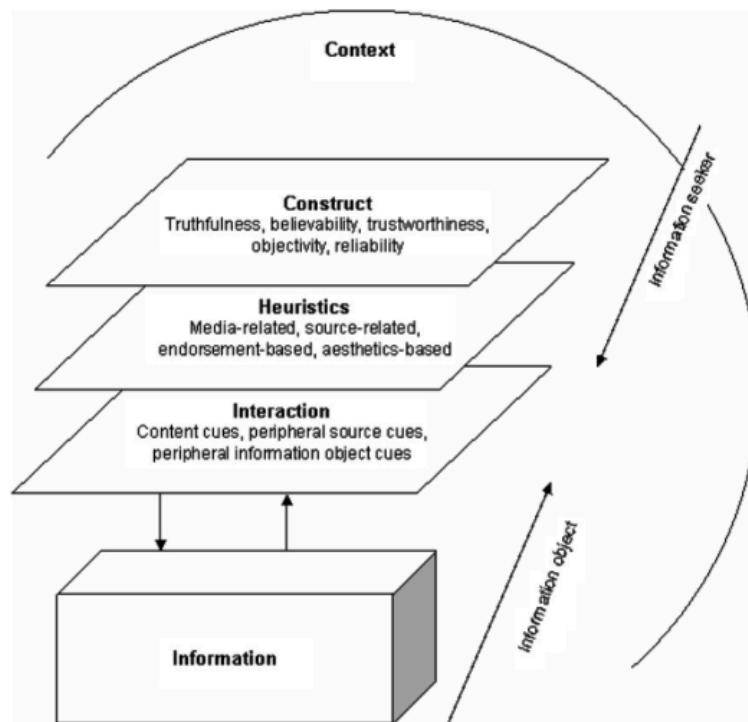 Context
Construct
Truthfulness, believability, trustworthiness,
objectivity, reliability
Information seeker
Heuristics
Media-related, source-related,
endorsement-based, aesthetics-based
Interaction
Content cues, peripheral source cues,
peripheral information object cues
Information object
Information